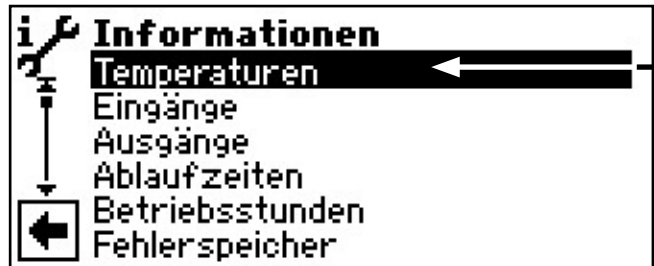 i Informationen
Temperaturen
Eingänge
Ausgänge
Ablaufzeiten
Betriebsstunden
Fehlerspeicher